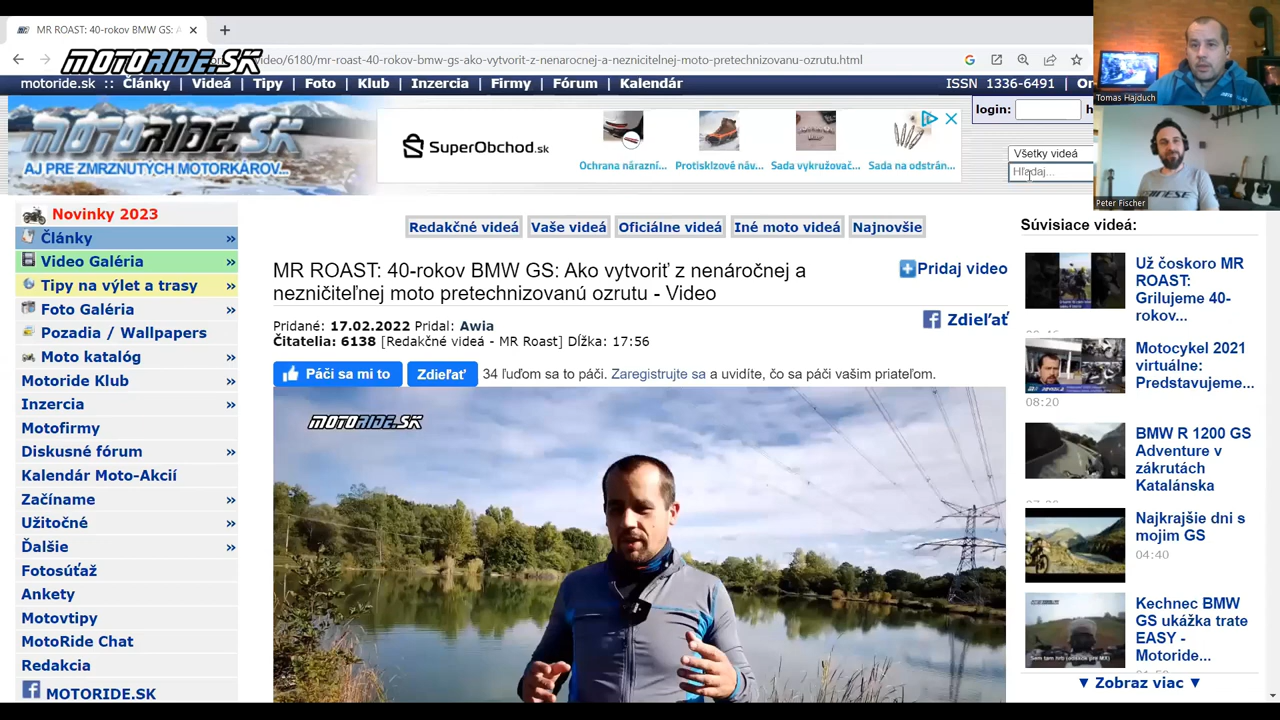 MR ROAST: 40-rokov BMW GS: A
MOTORIDE.SK
video/6180/mr-roast-40-rokov-bmw-gs-ako-vytvorit-z-nenarocnej-a-neznicitelnej-moto-pretechnizovanu-ozrutu.html
Tomas Hajduch
motoride.sk :: Články Videá Tipy Foto Klub Inzercia Firmy Fórum Kalendár ISSN 1336-6491
login:
MOTORIDE.SK
AJ PRE ZMRZNUTÝCH MOTORKÁROV...
SUPEROBCHOD.sk
Ochrana nárazní...
Protisklzové náv...
Sada vykružovač...
Sada na odstrán...
Všetky videá
Hľadaj...
Peter Fischer
Novinky 2023
Články »
Video Galéria »
Tipy na výlet a trasy »
Foto Galéria »
Pozadia / Wallpapers
Moto katalóg »
Motoride Klub »
Inzercia »
Motofirmy
Diskusné fórum »
Kalendár Moto-Akcií
Začíname »
Užitočné »
Ďalšie »
Fotosúťaž
Ankety
Motovtipy
MotoRide Chat
Redakcia
MOTORIDE.SK
Redakčné videá Vaše videá Oficiálne videá Iné moto videá Najnovšie
MR ROAST: 40-rokov BMW GS: Ako vytvoriť z nenáročnej a
nezničiteľnej moto pretechnizovanú ozrutu - Video
Pridaj video
Pridané: 17.02.2022 Pridal: Awia
Čitatelia: 6138 [Redakčné videá - MR Roast] Dĺžka: 17:56
Zdieľať
Páči sa mi to Zdieľať 34 ľuďom sa to páči. Zaregistrujte sa a uvidíte, čo sa páči vašim priateľom.
MOTORIDE.SK
Súvisiace videá:
Už čoskoro MR
ROAST:
Grilujeme 40-
rokov...
Motocykel 2021
virtuálne:
Predstavujeme...
08:20
BMW R 1200 GS
Adventure v
zákrutách
Katalánska
Najkrajšie dni s
mojim GS
04:40
Kechnec BMW
GS ukážka trate
EASY -
Motoride...
▼ Zobraz viac ▼